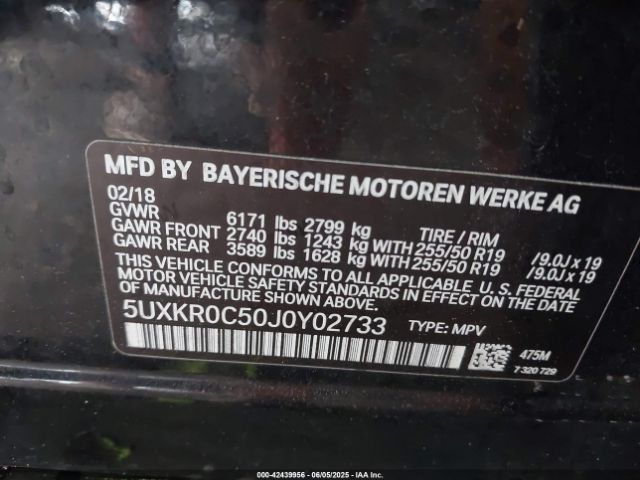 MFD BY BAYERISCHE MOTOREN WERKE AG
02/18
GVWR 6171 lbs 2799 kg TIRE / RIM
GAWR FRONT 2740 lbs 1243 kg WITH 255/50 R19 /9.0J x 19
GAWR REAR 3589 lbs 1628 kg WITH 255/50 R19 /9.0J x 19
THIS VEHICLE CONFORMS TO ALL APPLICABLE U.S. FEDERAL
MOTOR VEHICLE SAFETY STANDARDS IN EFFECT
ON THE DATE OF MANUFACTURE SHOWN ABOVE.
5UXKR0C50J0Y02733 TYPE: MPV
475M
7 320 729
000-42439956 - 06/05/2025 - IAA Inc.